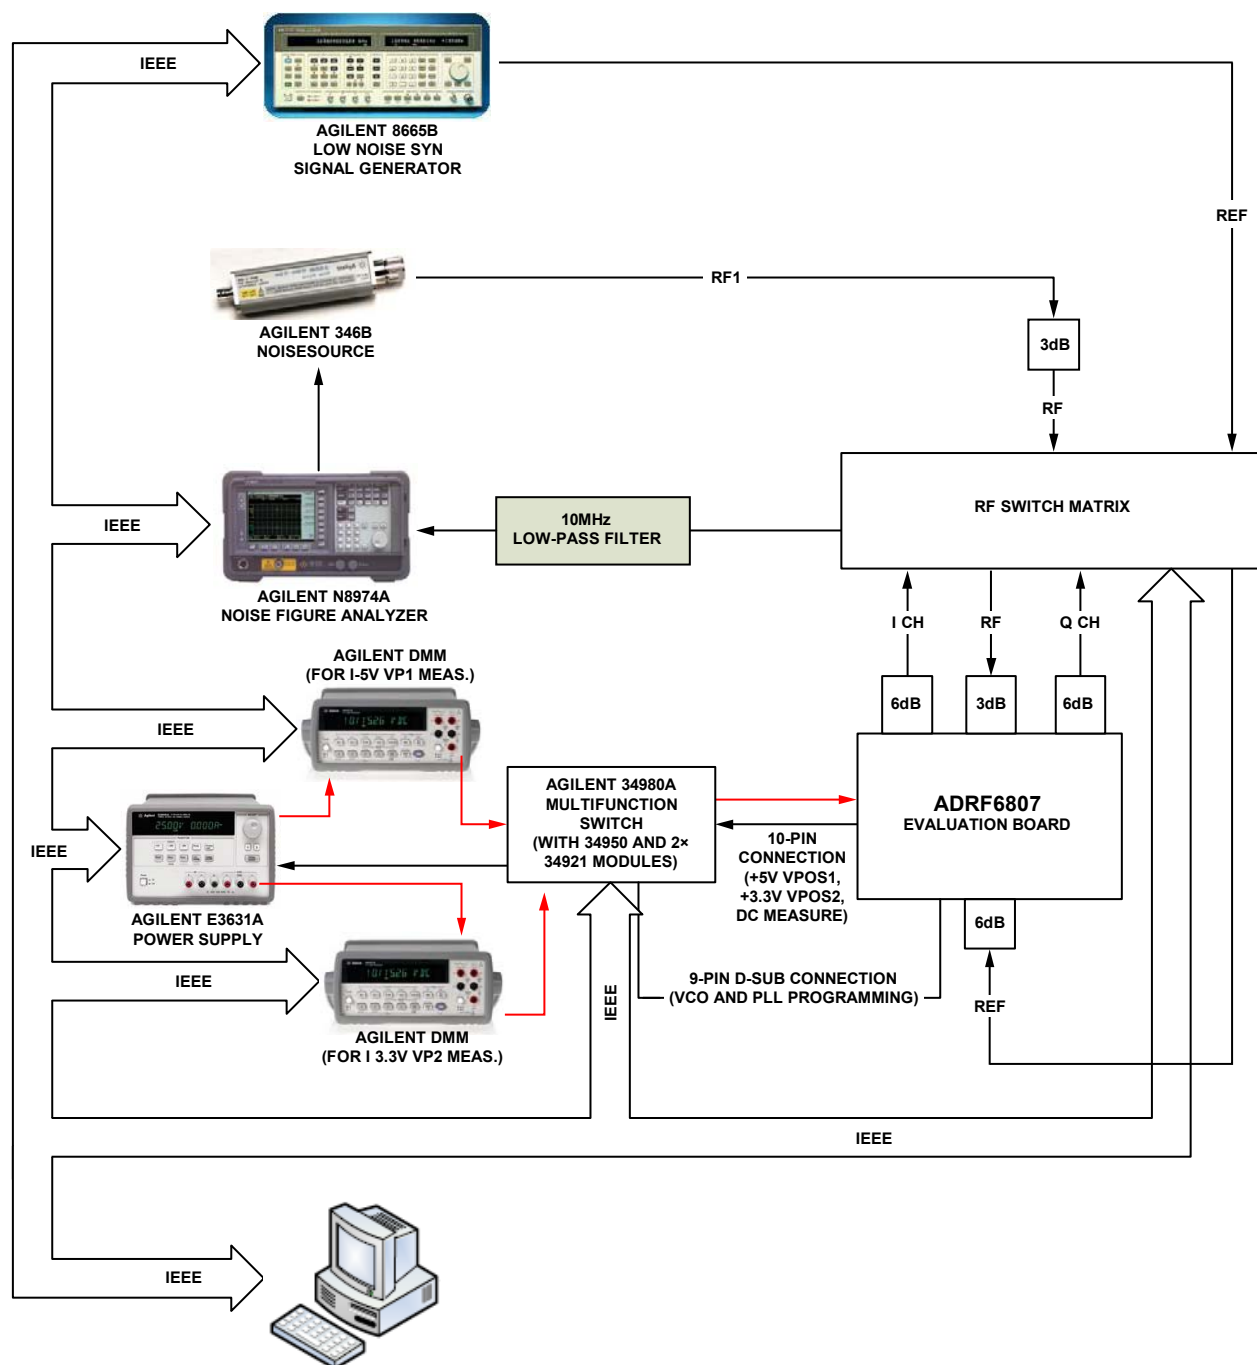 IEEE
AGILENT 8665B
LOW NOISE SYN
SIGNAL GENERATOR
REF
RF1
AGILENT 346B
NOISESOURCE
3dB
RF
RF SWITCH MATRIX
10MHz
LOW-PASS FILTER
IEEE
AGILENT N8974A
NOISE FIGURE ANALYZER
I CH
RF
Q CH
AGILENT DMM
(FOR I-5V VP1 MEAS.)
6dB
3dB
6dB
IEEE
AGILENT 34980A
MULTIFUNCTION
SWITCH
(WITH 34950 AND 2×
34921 MODULES)
ADRF6807
EVALUATION BOARD
10-PIN
CONNECTION
(+5V VPOS1,
+3.3V VPOS2,
DC MEASURE)
IEEE
AGILENT E3631A
POWER SUPPLY
6dB
IEEE
9-PIN D-SUB CONNECTION
(VCO AND PLL PROGRAMMING)
REF
IEEE
AGILENT DMM
(FOR I 3.3V VP2 MEAS.)
IEEE
IEEE